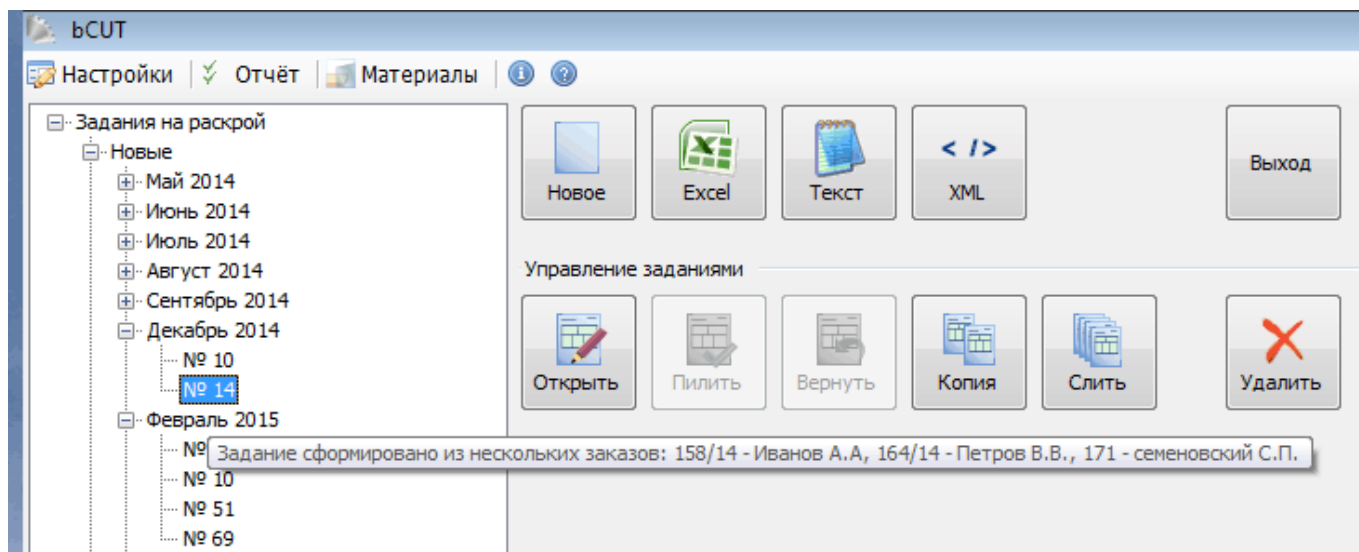 bCUT
Настройки Отчёт Материалы
Задания на раскрой
Новые
Май 2014
Июнь 2014
Июль 2014
Август 2014
Сентябрь 2014
Декабрь 2014
№ 10
№ 14
Февраль 2015
№
№ 10
№ 51
№ 69
Новое Excel Текст < /> XML Выход
Управление заданиями
Открыть Пилить Вернуть Копия Слить Удалить
Задание сформировано из нескольких заказов: 158/14 - Иванов А.А, 164/14 - Петров В.В., 171 - семеновский С.П.